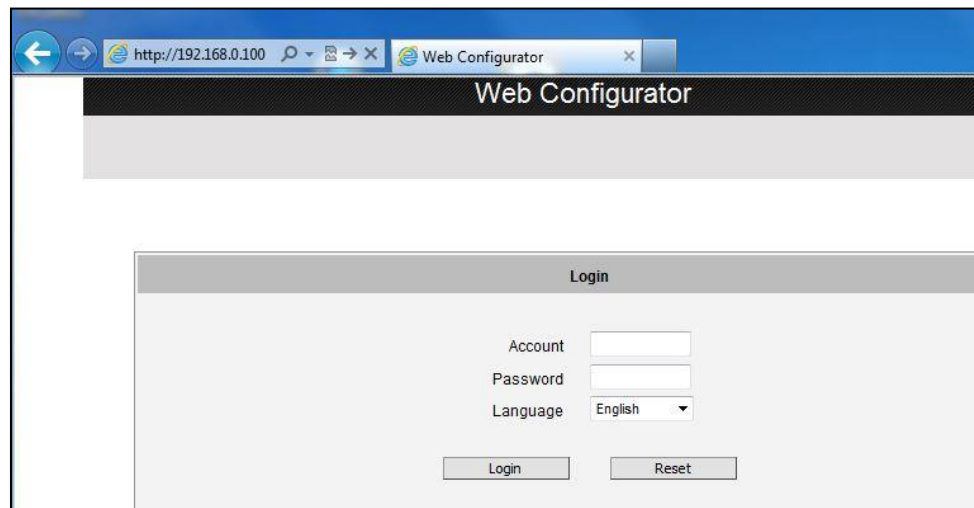 http://192.168.0.100
Web Configurator
Web Configurator
Login
Account
Password
Language English
Login Reset